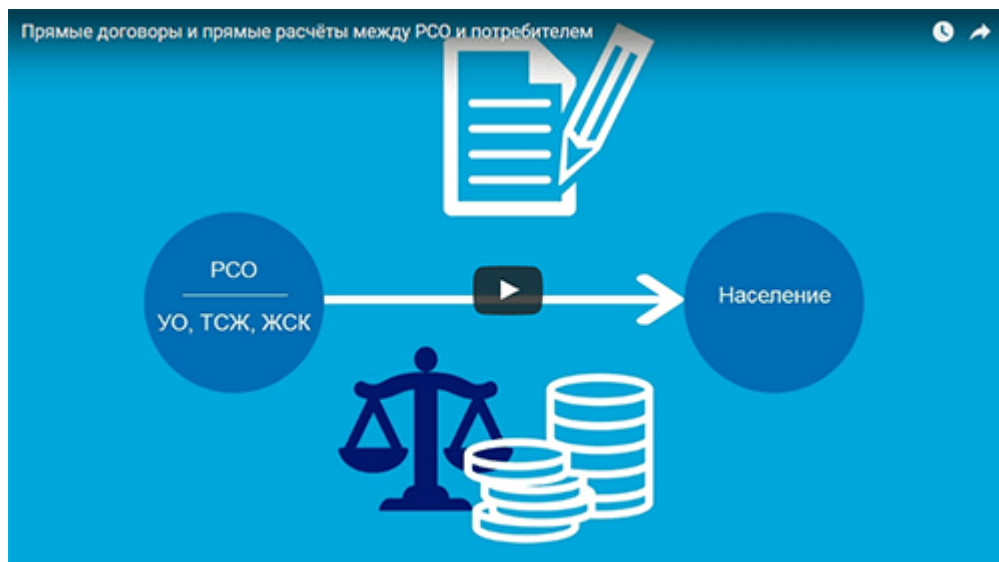 Прямые договоры и прямые расчёты между РСО и потребителем
РСО
УО, ТСЖ, ЖСК
Население